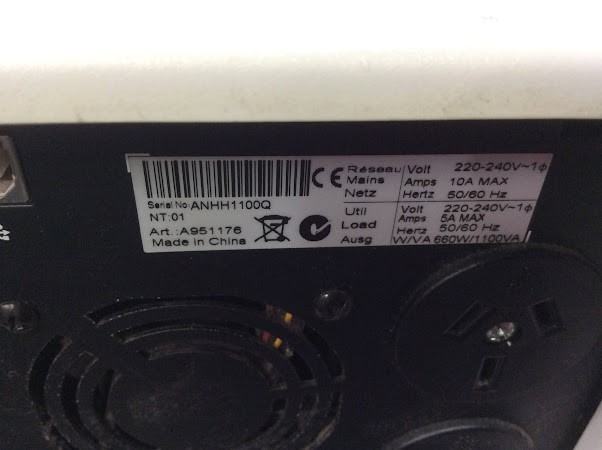 Serial No: ANHH1100Q
NT:01
Art.:A951176
Made in China
CE
Réseau
Mains
Netz
Volt 220-240V~1ϕ
Amps 10A MAX
Hertz 50/60 Hz
Util
Load
Ausg
Volt 220-240V~1ϕ
Amps 5A MAX
Hertz 50/60 Hz
W/VA 660W/1100VA